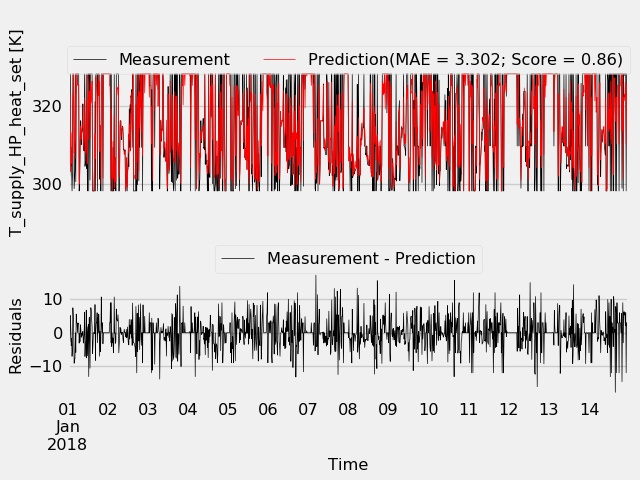 Measurement
Prediction(MAE = 3.302; Score = 0.86)
T_supply_HP_heat_set [K]
320
300
Measurement - Prediction
Residuals
10
0
−10
01 02 03 04 05 06 07 08 09 10 11 12 13 14
Jan
2018
Time